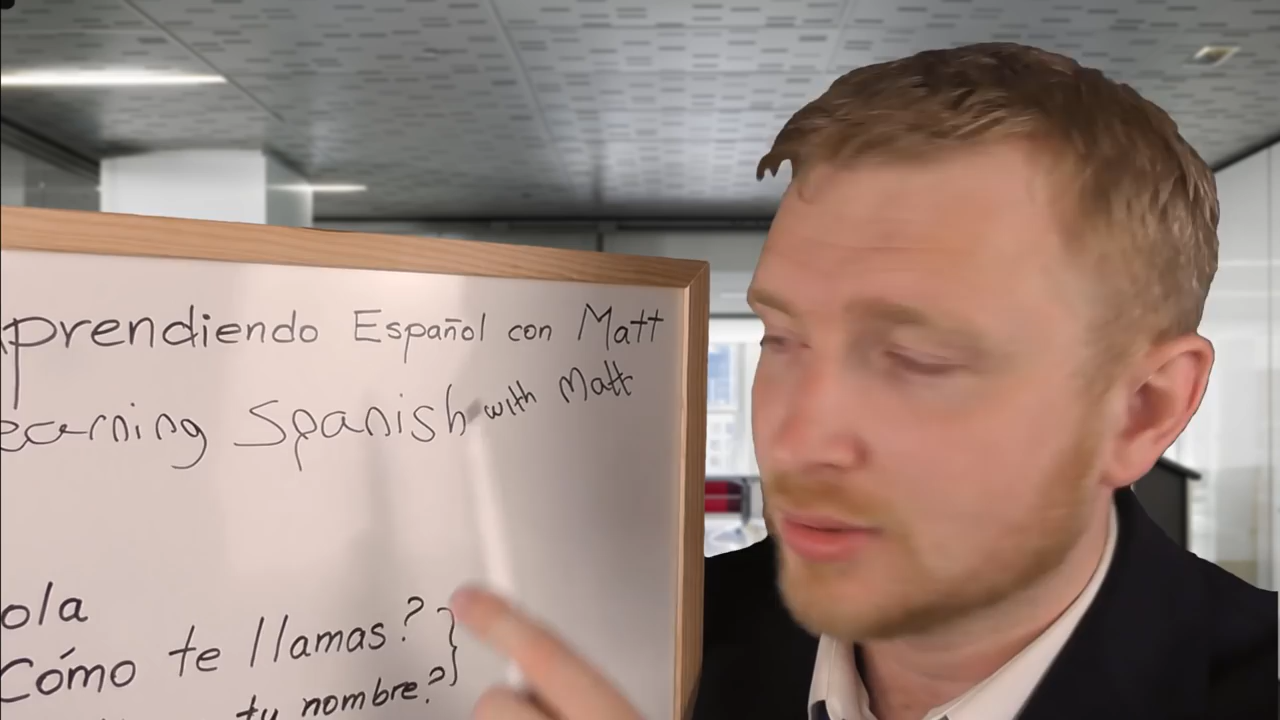 prendiendo Español con Matt
earning Spanish with Matt
ola
Cómo te llamas?
tu nombre?